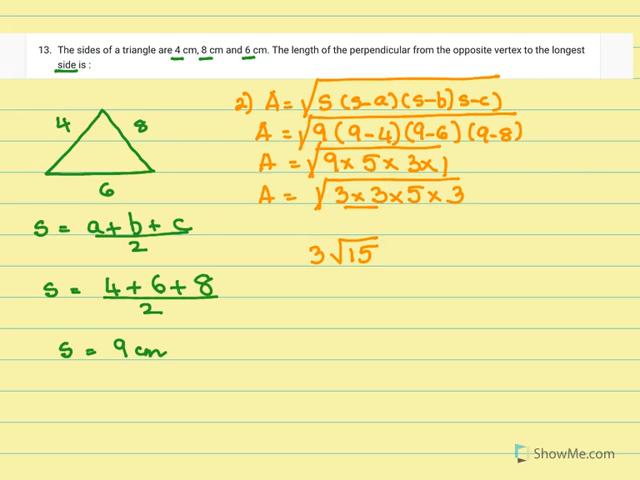 13. The sides of a triangle are 4 cm, 8 cm and 6 cm. The length of the perpendicular from the opposite vertex to the longest
side is :
2) A = √s (s-a) (s-b) s-c)
4
8
A = √9 (9-4) (9-6) (9-8)
A = √9 x 5 x 3 x 1
6
A = √3 x 3 x 5 x 3
s = a + b + c
2
3√15
s = 4 + 6 + 8
2
s = 9 cm
ShowMe.com